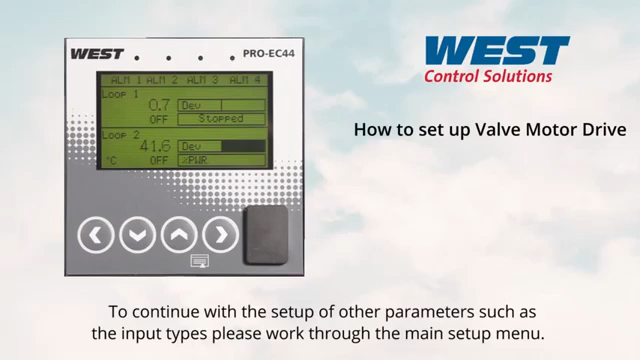 WEST
PRO-EC44
ALM 1 ALM 2 ALM 3 ALM 4
Loop 1
0.7 Dev
OFF Stopped
Loop 2
41.6 Dev
°C OFF %PWR
WEST
Control Solutions
How to set up Valve Motor Drive
To continue with the setup of other parameters such as
the input types please work through the main setup menu.